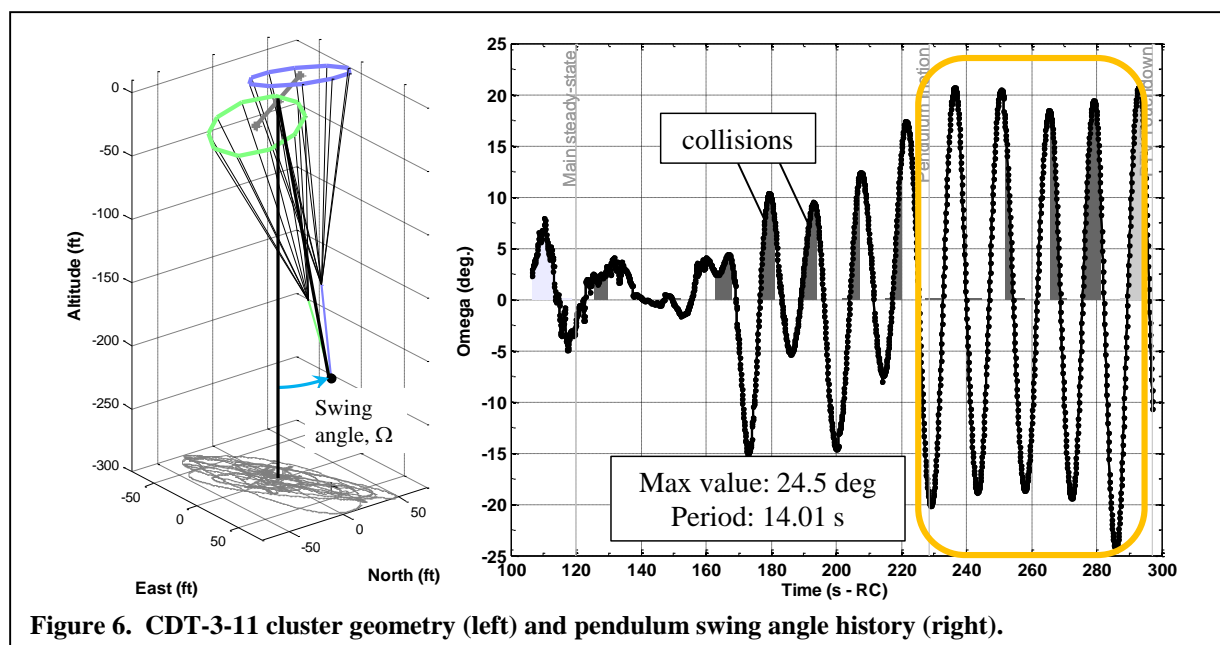 0
-50
-100
-150
-200
-250
-300
Altitude (ft)
Swing
angle, Ω
-50
0
50
East (ft)
-50
0
50
North (ft)
25
20
15
10
5
0
-5
-10
-15
-20
-25
Omega (deg.)
Main steady-state
collisions
Pendulum motion
Touchdown
Max value: 24.5 deg
Period: 14.01 s
100
120
140
160
180
200
220
240
260
280
300
Time (s - RC)
Figure 6. CDT-3-11 cluster geometry (left) and pendulum swing angle history (right).